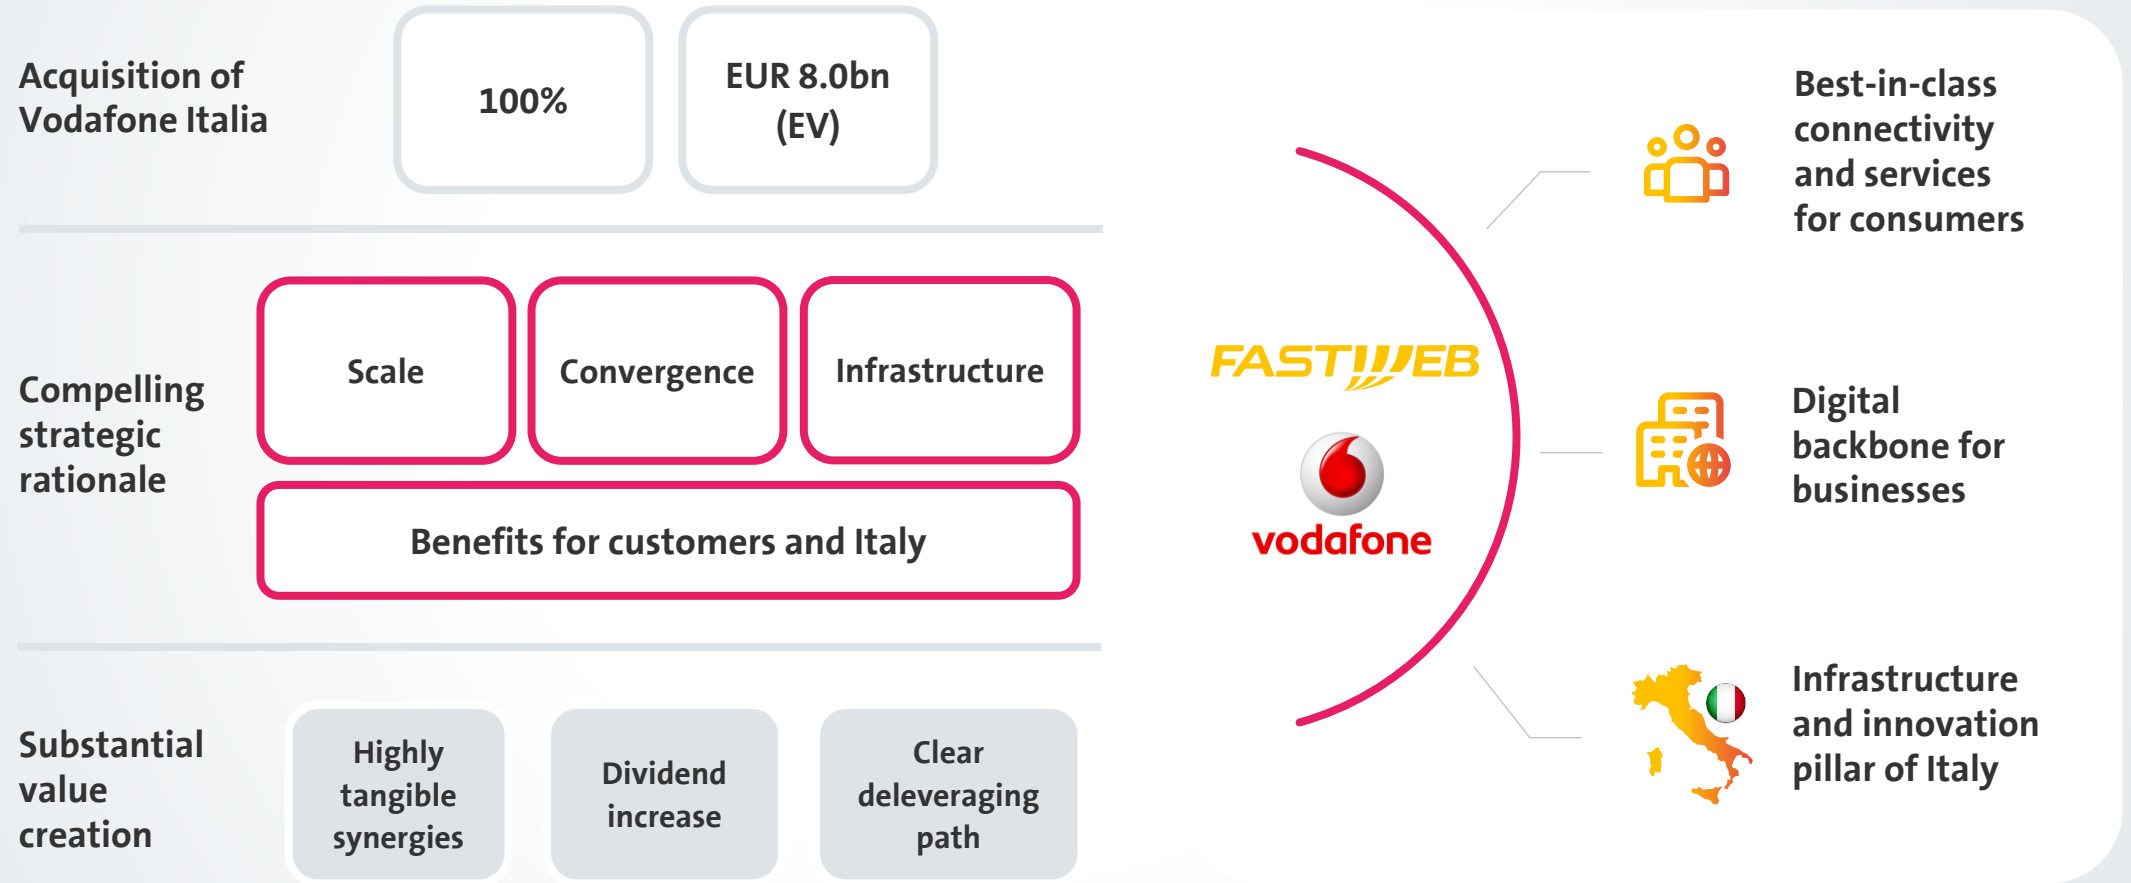 Acquisition of
Vodafone Italia
100%
EUR 8.0bn
(EV)
Compelling
strategic
rationale
Scale
Convergence
Infrastructure
Benefits for customers and Italy
Substantial
value
creation
Highly
tangible
synergies
Dividend
increase
Clear
deleveraging
path
FASTWEB
vodafone
Best-in-class
connectivity
and services
for consumers
Digital
backbone for
businesses
Infrastructure
and innovation
pillar of Italy